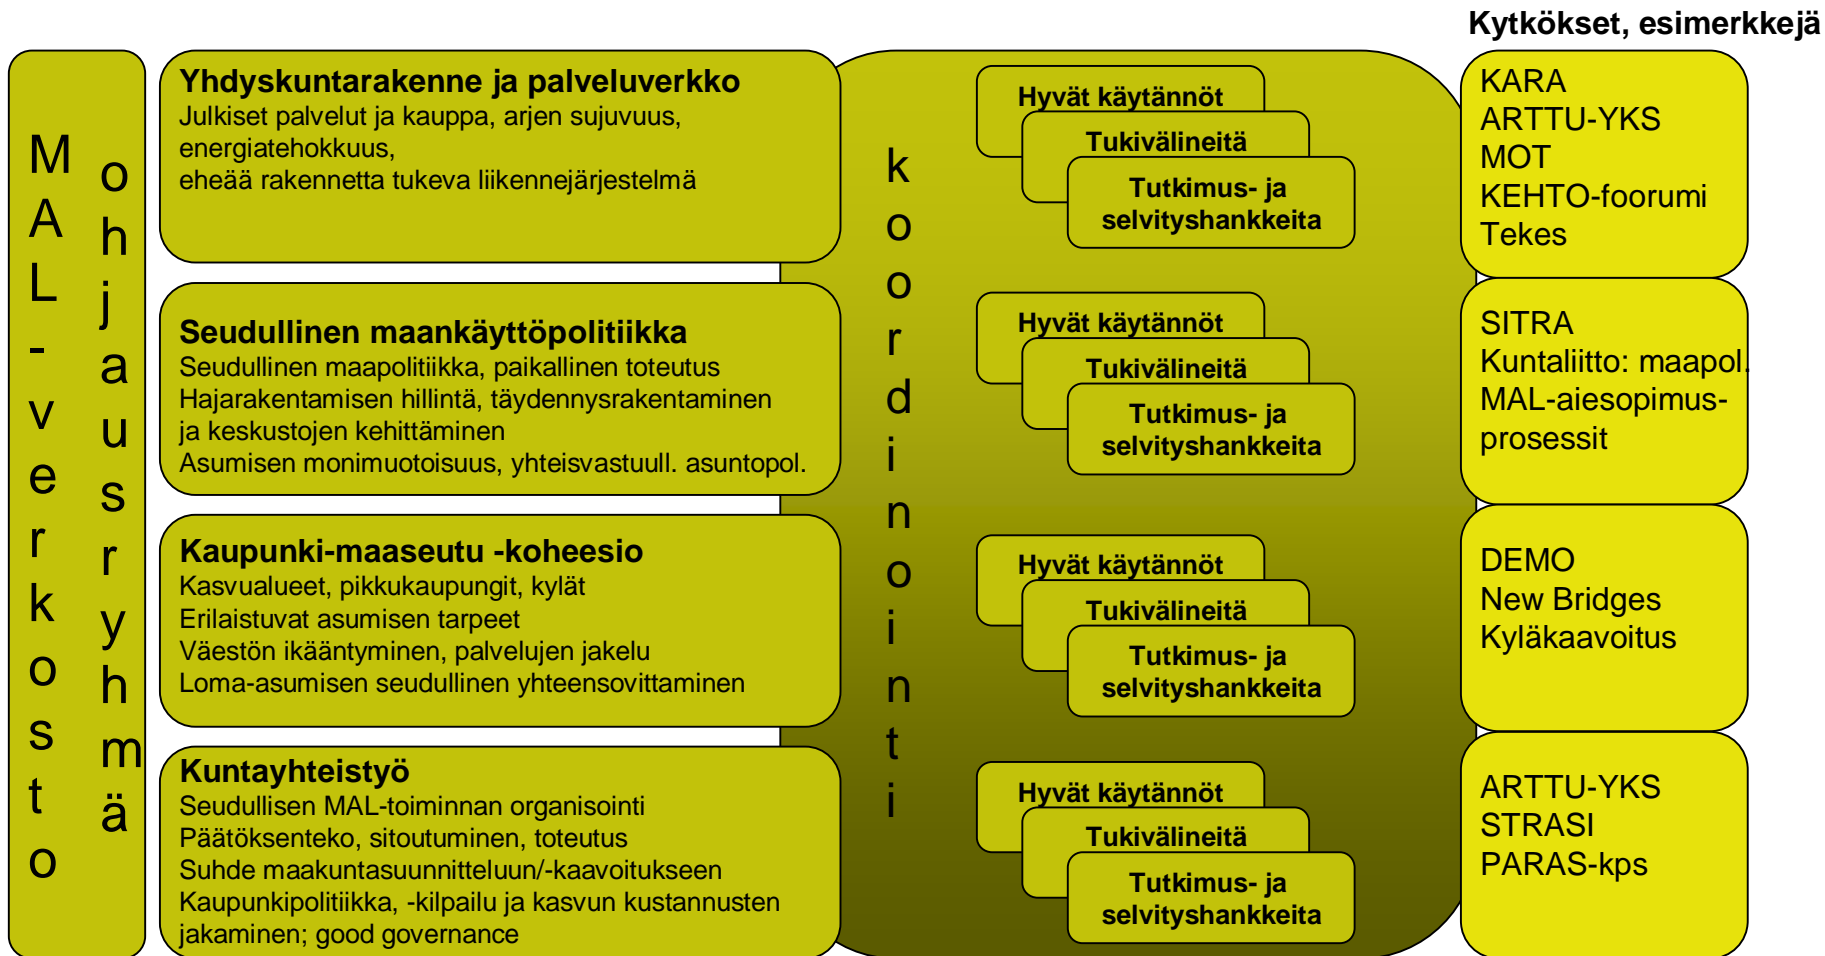 Kytkökset, esimerkkejä
MAL-verkosto
ohjausryhmä
Yhdyskuntarakenne ja palveluverkko
Julkiset palvelut ja kauppa, arjen sujuvuus,
energiatehokkuus,
eheää rakennetta tukeva liikennejärjestelmä
Seudullinen maankäyttöpolitiikka
Seudullinen maapolitiikka, paikallinen toteutus
Hajarakentamisen hillintä, täydennysrakentaminen
ja keskustojen kehittäminen
Asumisen monimuotoisuus, yhteisvastuull. asuntopol.
Kaupunki-maaseutu -koheesio
Kasvualueet, pikkukaupungit, kylät
Erilaistuvat asumisen tarpeet
Väestön ikääntyminen, palvelujen jakelu
Loma-asumisen seudullinen yhteensovittaminen
Kuntayhteistyö
Seudullisen MAL-toiminnan organisointi
Päätöksenteko, sitoutuminen, toteutus
Suhde maakuntasuunnitteluun/-kaavoitukseen
Kaupunkipolitiikka, -kilpailu ja kasvun kustannusten
jakaminen; good governance
koordinointi
Hyvät käytännöt
Tukivälineitä
Tutkimus- ja
selvityshankkeita
Hyvät käytännöt
Tukivälineitä
Tutkimus- ja
selvityshankkeita
Hyvät käytännöt
Tukivälineitä
Tutkimus- ja
selvityshankkeita
Hyvät käytännöt
Tukivälineitä
Tutkimus- ja
selvityshankkeita
KARA
ARTTU-YKS
MOT
KEHTO-foorumi
Tekes
SITRA
Kuntaliitto: maapol.
MAL-aiesopimus-
prosessit
DEMO
New Bridges
Kyläkaavoitus
ARTTU-YKS
STRASI
PARAS-kps